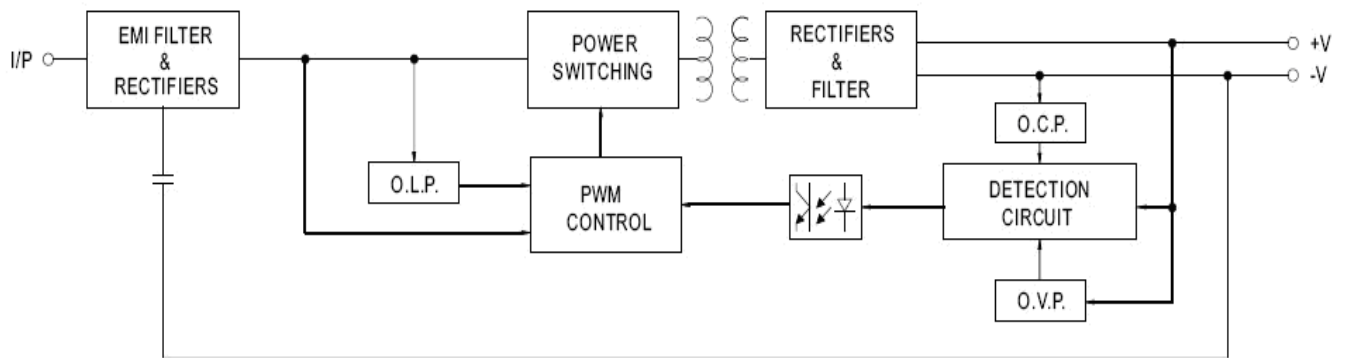 I/P
EMI FILTER
&
RECTIFIERS
POWER
SWITCHING
RECTIFIERS
&
FILTER
+V
-V
O.C.P.
O.L.P.
PWM
CONTROL
DETECTION
CIRCUIT
O.V.P.